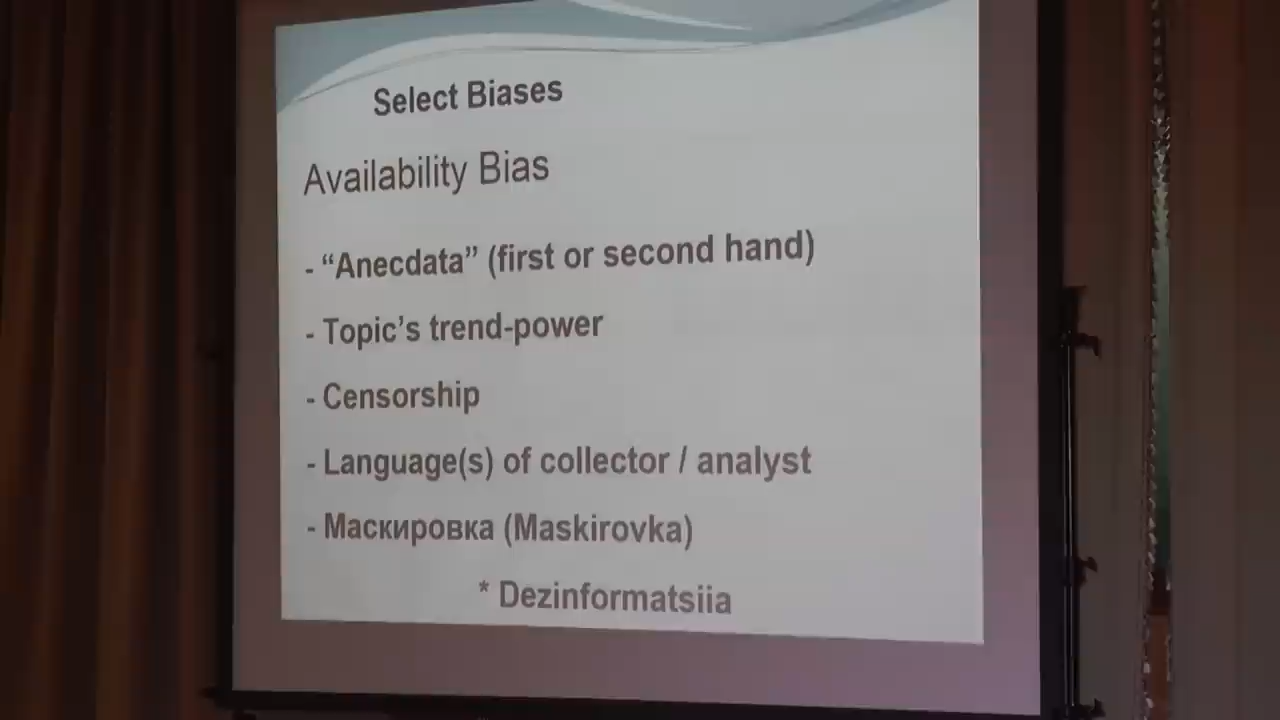 Select Biases
Availability Bias
- “Anecdata” (first or second hand)
- Topic’s trend-power
- Censorship
- Language(s) of collector / analyst
- Маскировка (Maskirovka)
* Dezinformatsiia